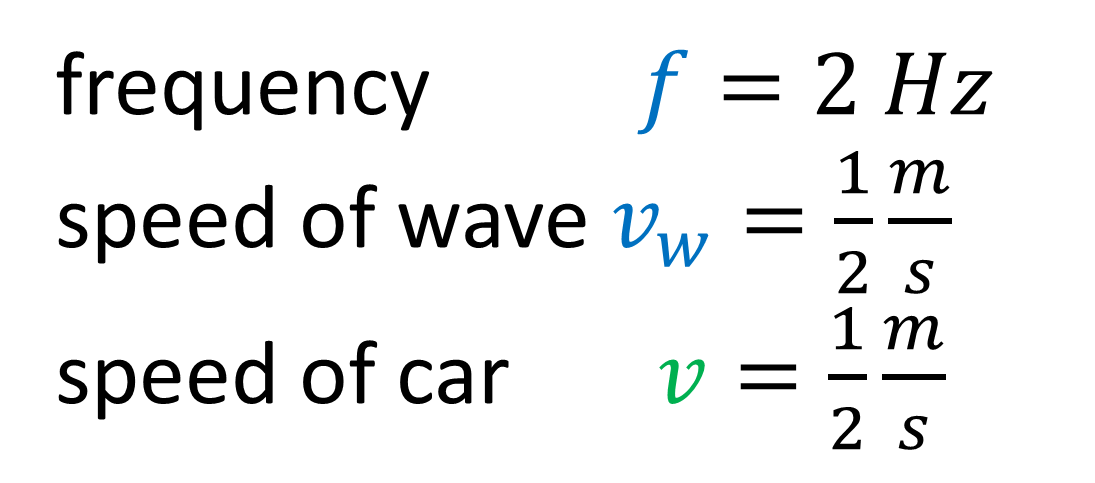 frequency f = 2 Hz
speed of wave v_w = 1/2 m/s
speed of car v = 1/2 m/s